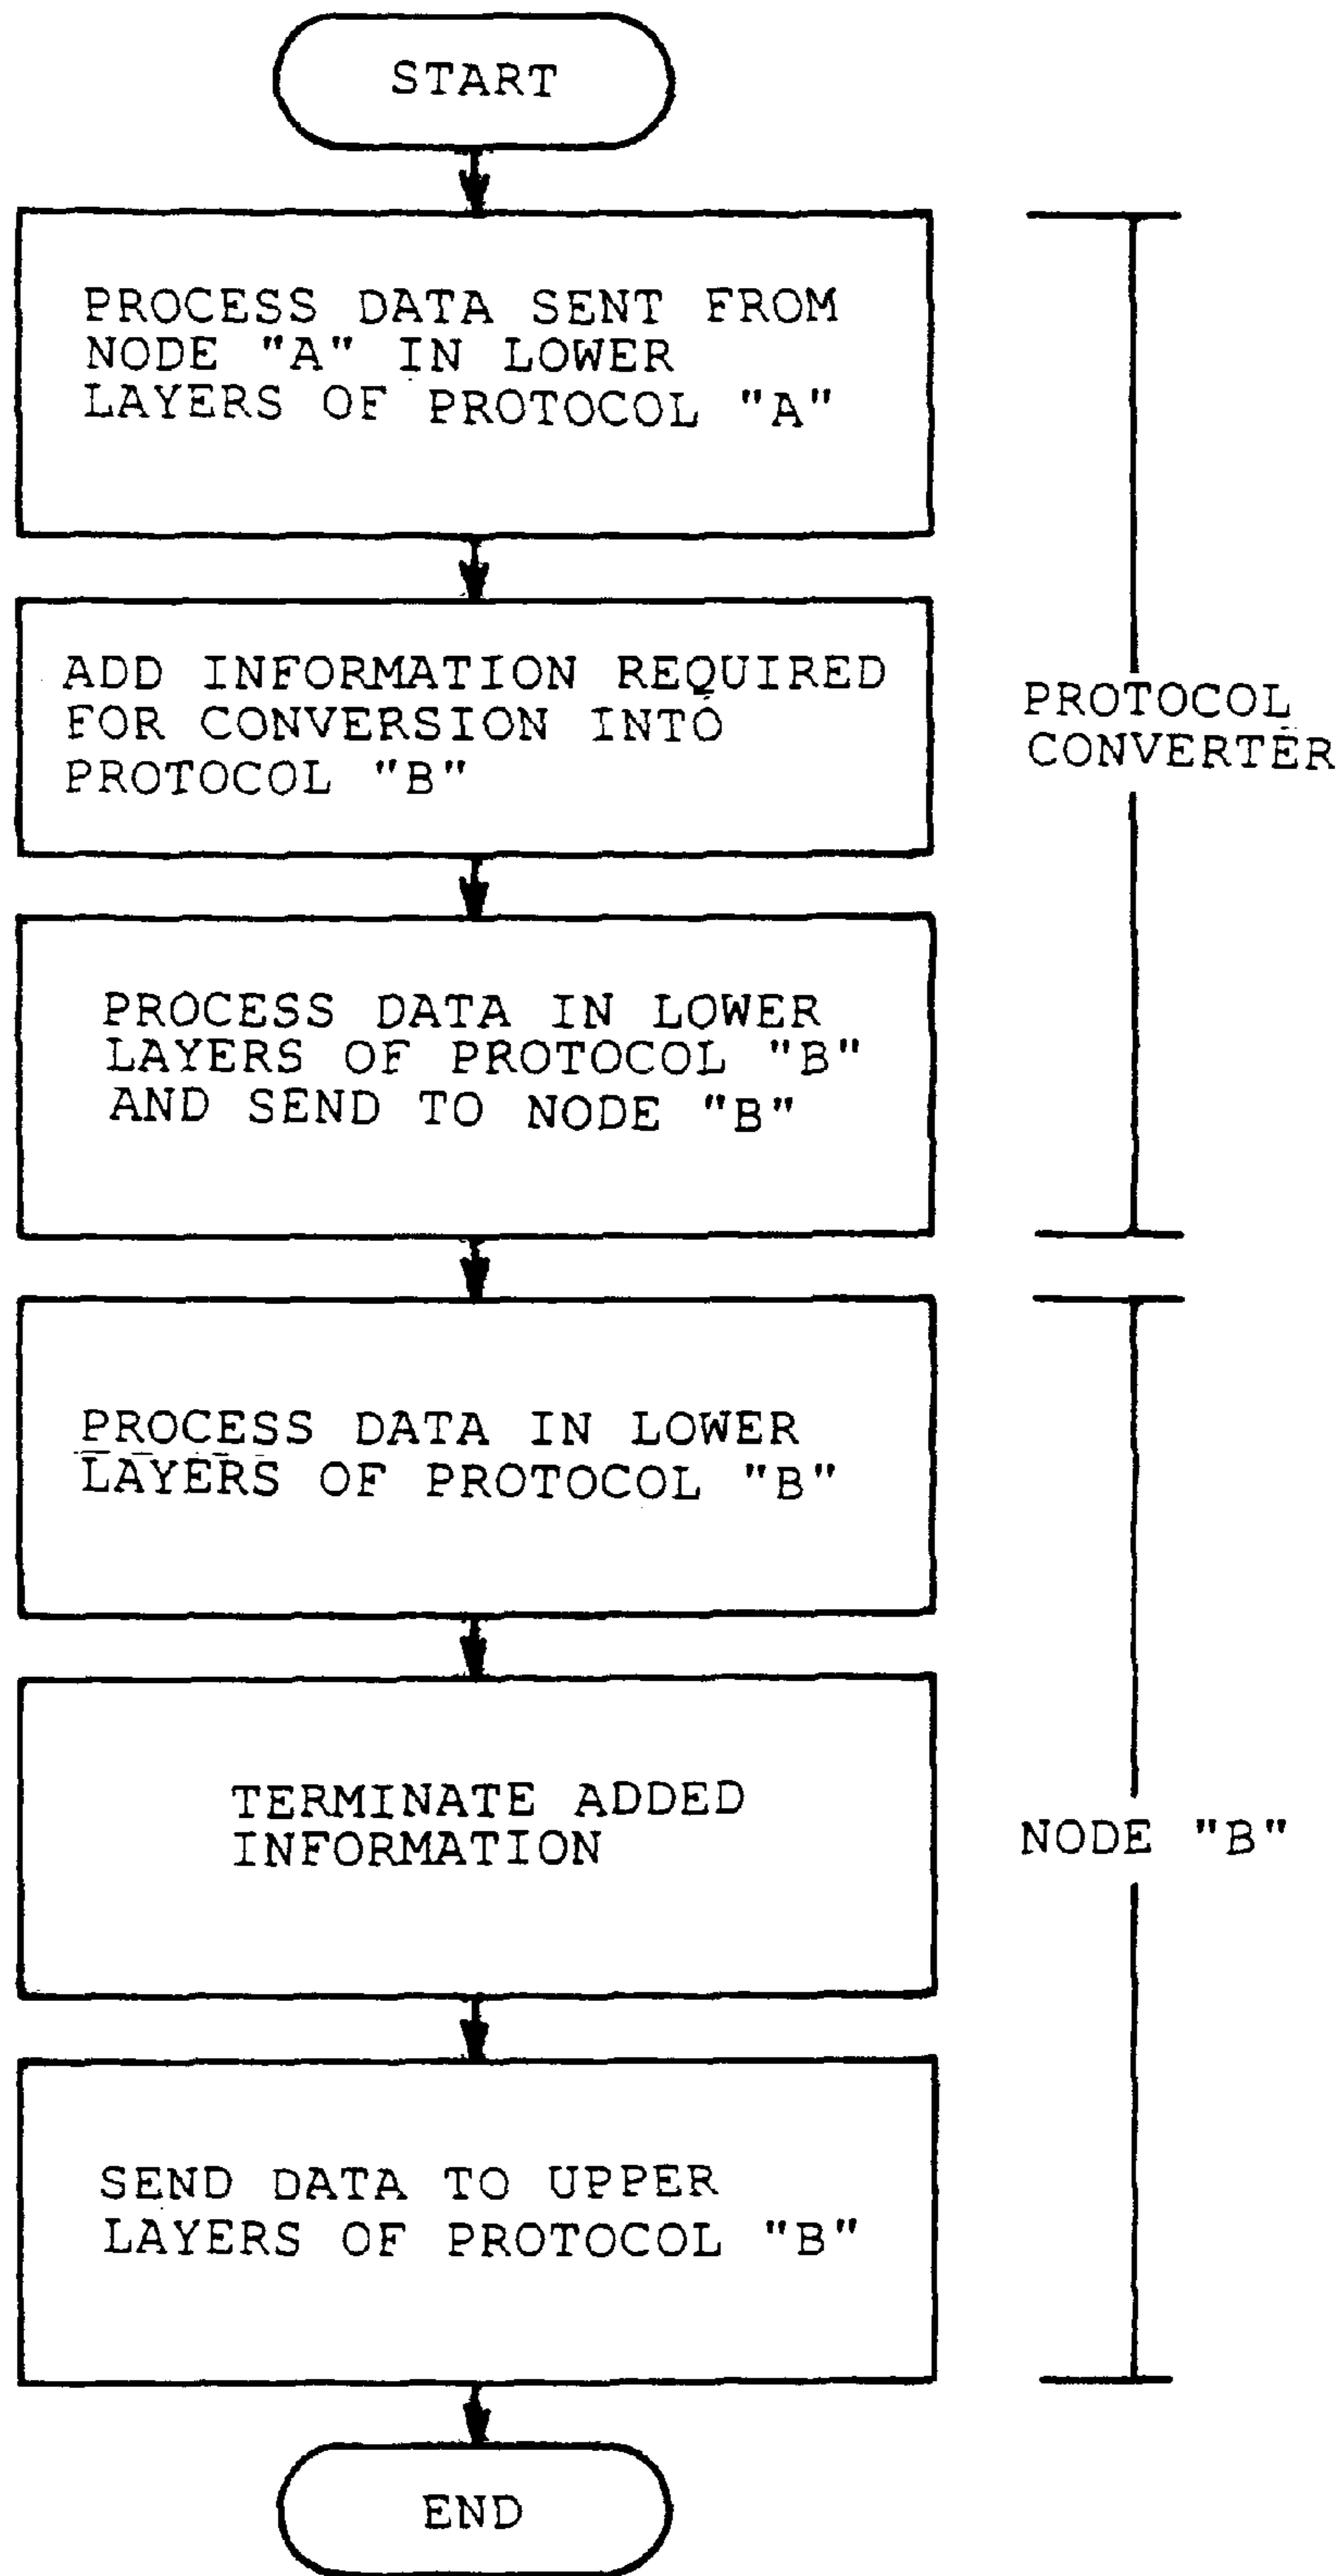 START
PROCESS DATA SENT FROM
NODE "A" IN LOWER
LAYERS OF PROTOCOL "A"
ADD INFORMATION REQUIRED
FOR CONVERSION INTO
PROTOCOL "B"
PROCESS DATA IN LOWER
LAYERS OF PROTOCOL "B"
AND SEND TO NODE "B"
PROTOCOL
CONVERTER
PROCESS DATA IN LOWER
LAYERS OF PROTOCOL "B"
TERMINATE ADDED
INFORMATION
SEND DATA TO UPPER
LAYERS OF PROTOCOL "B"
NODE "B"
END